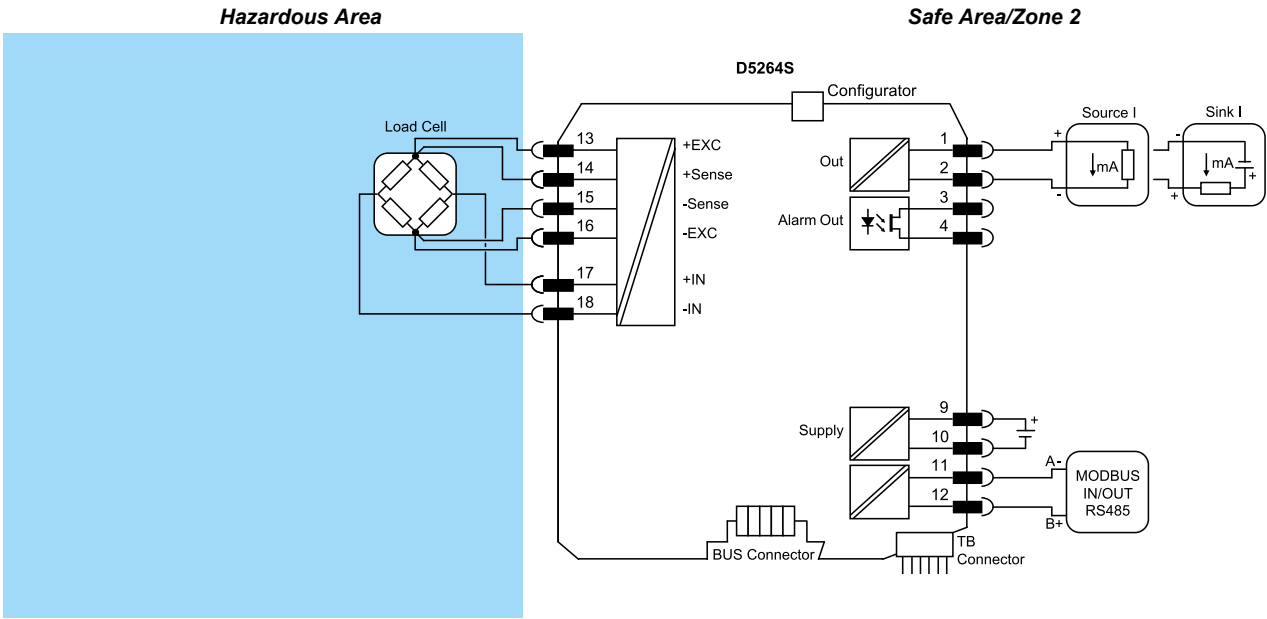 Hazardous Area
Safe Area/Zone 2
D5264S
Configurator
Load Cell
13
+EXC
14
+Sense
15
-Sense
16
-EXC
17
+IN
18
-IN
Out
1
2
Alarm Out
3
4
Source I
+
mA
-
Sink I
-
mA
+
+
Supply
9
10
+
11
12
A-
B+
MODBUS
IN/OUT
RS485
BUS Connector
TB
Connector